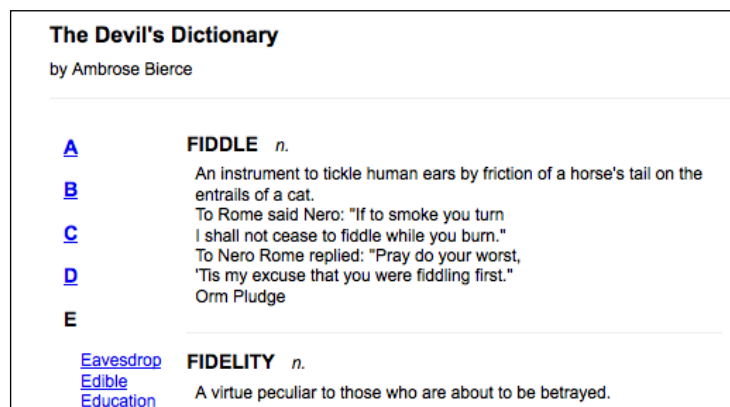 The Devil's Dictionary
by Ambrose Bierce
A
B
C
D
E
Eavesdrop
Edible
Education
FIDDLE n.
An instrument to tickle human ears by friction of a horse's tail on the
entrails of a cat.
To Rome said Nero: "If to smoke you turn
I shall not cease to fiddle while you burn."
To Nero Rome replied: "Pray do your worst,
'Tis my excuse that you were fiddling first."
Orm Pludge
FIDELITY n.
A virtue peculiar to those who are about to be betrayed.